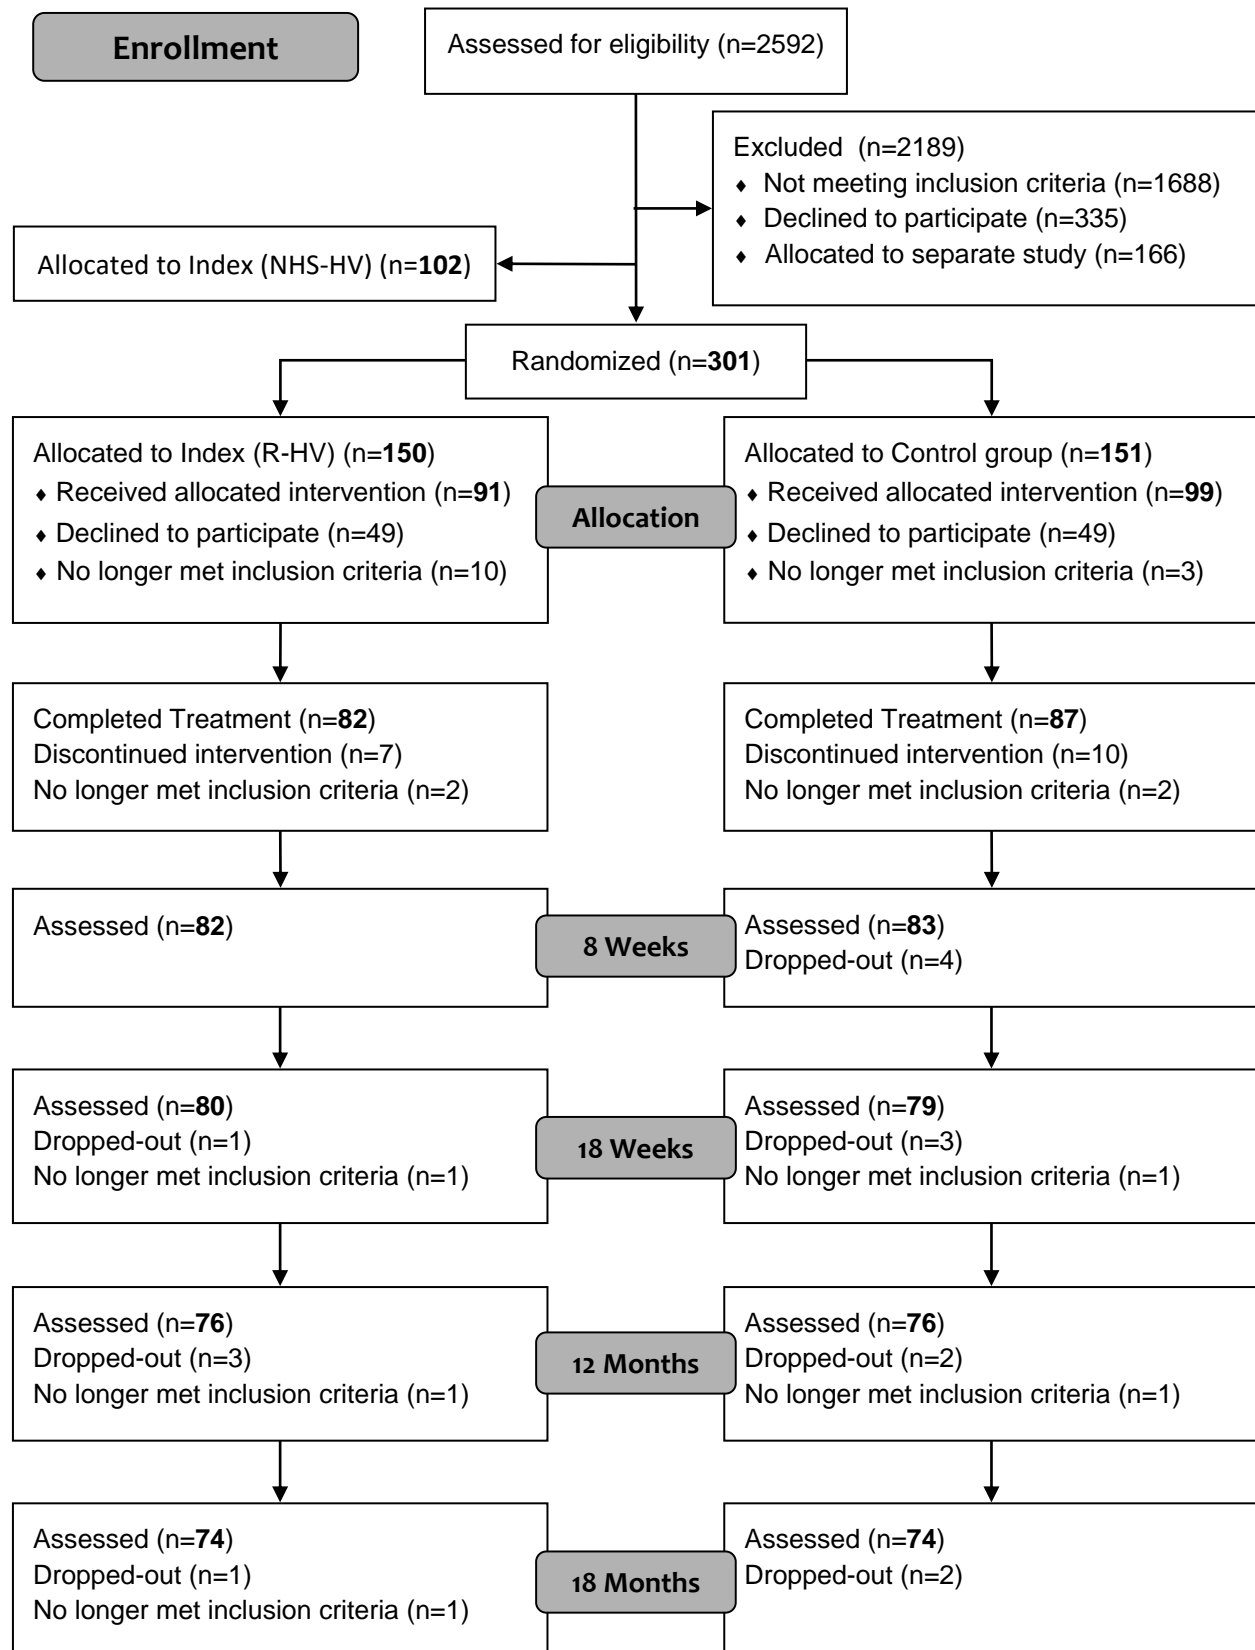 Enrollment
Assessed for eligibility (n=2592)
Excluded (n=2189)
♦ Not meeting inclusion criteria (n=1688)
♦ Declined to participate (n=335)
♦ Allocated to separate study (n=166)
Allocated to Index (NHS-HV) (n=102)
Randomized (n=301)
Allocated to Index (R-HV) (n=150)
♦ Received allocated intervention (n=91)
♦ Declined to participate (n=49)
♦ No longer met inclusion criteria (n=10)
Allocation
Allocated to Control group (n=151)
♦ Received allocated intervention (n=99)
♦ Declined to participate (n=49)
♦ No longer met inclusion criteria (n=3)
Completed Treatment (n=82)
Discontinued intervention (n=7)
No longer met inclusion criteria (n=2)
Completed Treatment (n=87)
Discontinued intervention (n=10)
No longer met inclusion criteria (n=2)
Assessed (n=82)
8 Weeks
Assessed (n=83)
Dropped-out (n=4)
Assessed (n=80)
Dropped-out (n=1)
No longer met inclusion criteria (n=1)
18 Weeks
Assessed (n=79)
Dropped-out (n=3)
No longer met inclusion criteria (n=1)
Assessed (n=76)
Dropped-out (n=3)
No longer met inclusion criteria (n=1)
12 Months
Assessed (n=76)
Dropped-out (n=2)
No longer met inclusion criteria (n=1)
Assessed (n=74)
Dropped-out (n=1)
No longer met inclusion criteria (n=1)
18 Months
Assessed (n=74)
Dropped-out (n=2)